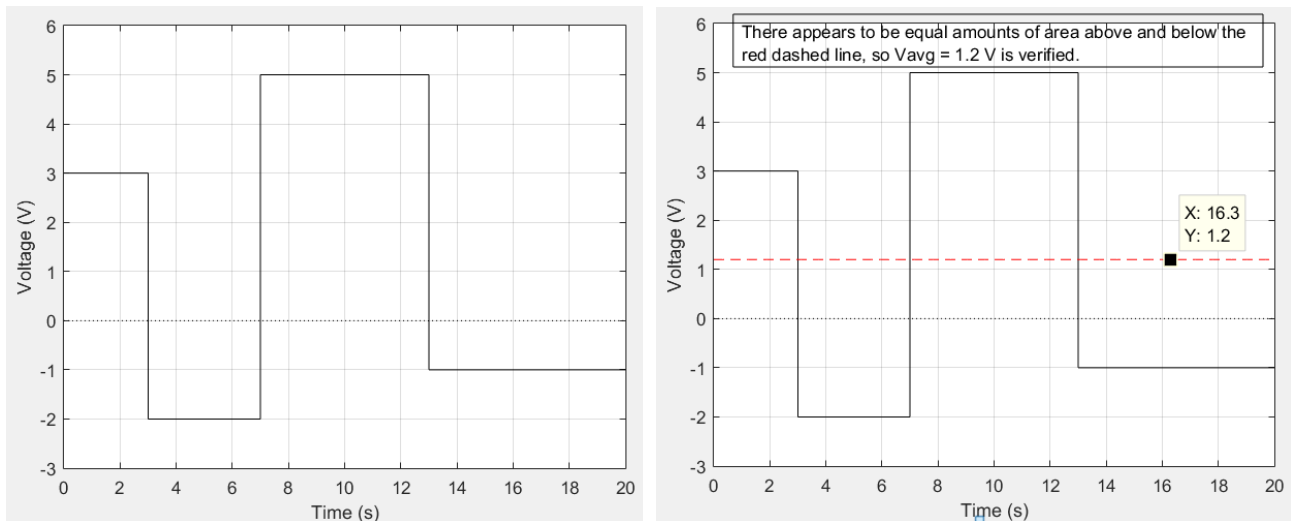 6
5
4
3
2
1
0
-1
-2
-3
Voltage (V)
0 2 4 6 8 10 12 14 16 18 20
Time (s)
There appears to be equal amounts of area above and below the
red dashed line, so Vavg = 1.2 V is verified.
6
5
4
3
2
1
0
-1
-2
-3
Voltage (V)
X: 16.3
Y: 1.2
0 2 4 6 8 10 12 14 16 18 20
Time (s)